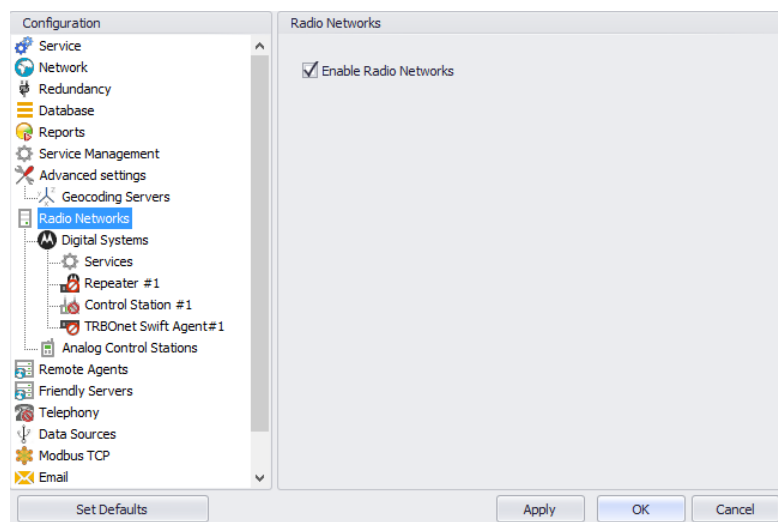 Configuration
Service
Network
Redundancy
Database
Reports
Service Management
Advanced settings
Geocoding Servers
Radio Networks
Digital Systems
Services
Repeater #1
Control Station #1
TRBOnet Swift Agent#1
Analog Control Stations
Remote Agents
Friendly Servers
Telephony
Data Sources
Modbus TCP
Email
Set Defaults
Radio Networks
Enable Radio Networks
Apply
OK
Cancel